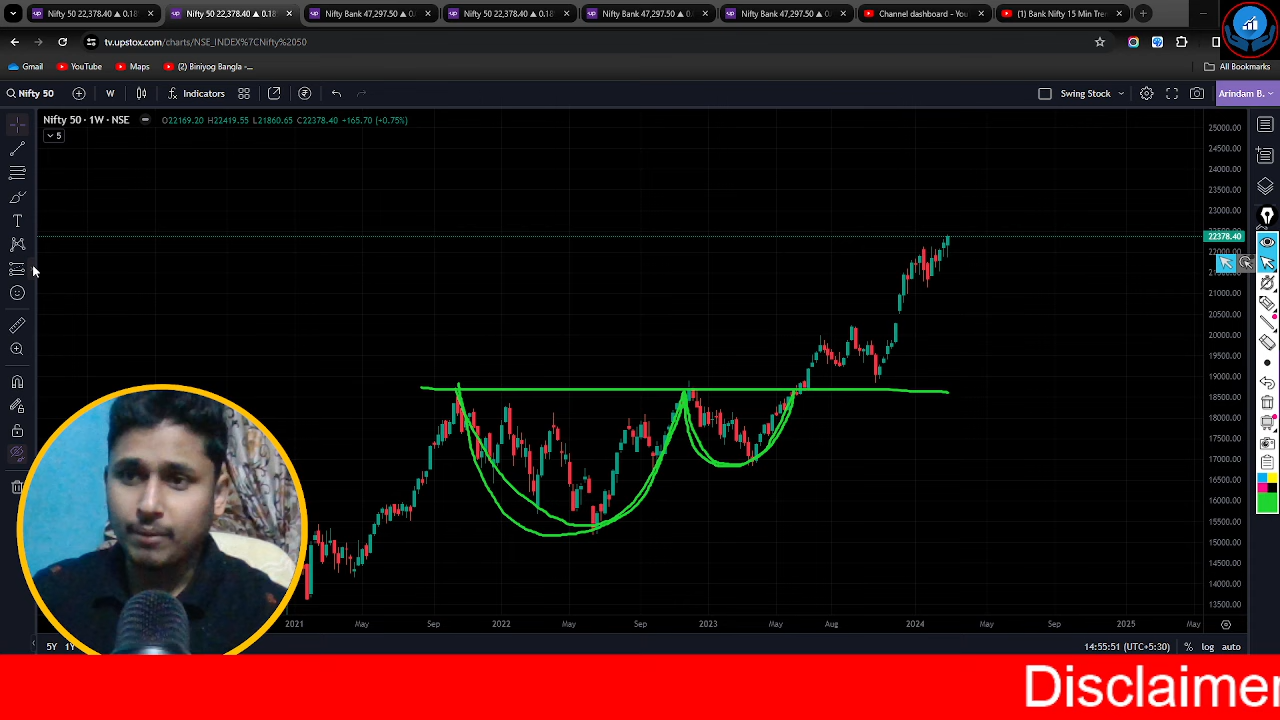 Nifty 50 22,378.40 ▲ 0.18
Nifty 50 22,378.40 ▲ 0.18
Nifty Bank 47,297.50 ▲ 0.
Nifty 50 22,378.40 ▲ 0.18
Nifty Bank 47,297.50 ▲ 0.
Nifty Bank 47,297.50 ▲ 0.
Channel dashboard - You
(1) Bank Nifty 15 Min Tre
tv.upstox.com/charts/NSE_INDEX%7CNifty%2050
Gmail YouTube Maps (2) Biniyog Bangla -... All Bookmarks
Nifty 50 W Indicators Swing Stock Arindam B.
Nifty 50 · 1W · NSE O22169.20 H22419.55 L21860.65 C22378.40 +165.70 (+0.75%)
5
25000.00
24500.00
23500.00
23000.00
22378.40
22000.00
21000.00
20500.00
20000.00
19500.00
19000.00
18500.00
18000.00
17500.00
17000.00
16500.00
16000.00
15500.00
15000.00
14500.00
14000.00
13500.00
2021 May Sep 2022 May Sep 2023 May Aug 2024 May Sep 2025 May
5Y 1Y 14:55:51 (UTC+5:30) % log auto
Disclaimer